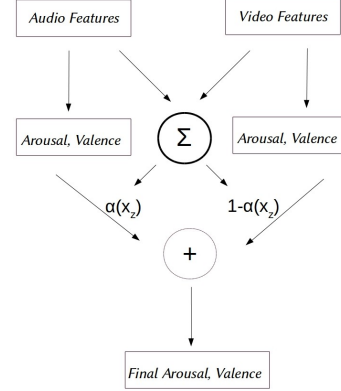 Audio Features
Video Features
Arousal, Valence
Σ
Arousal, Valence
α(x_z)
1-α(x_z)
+
Final Arousal, Valence